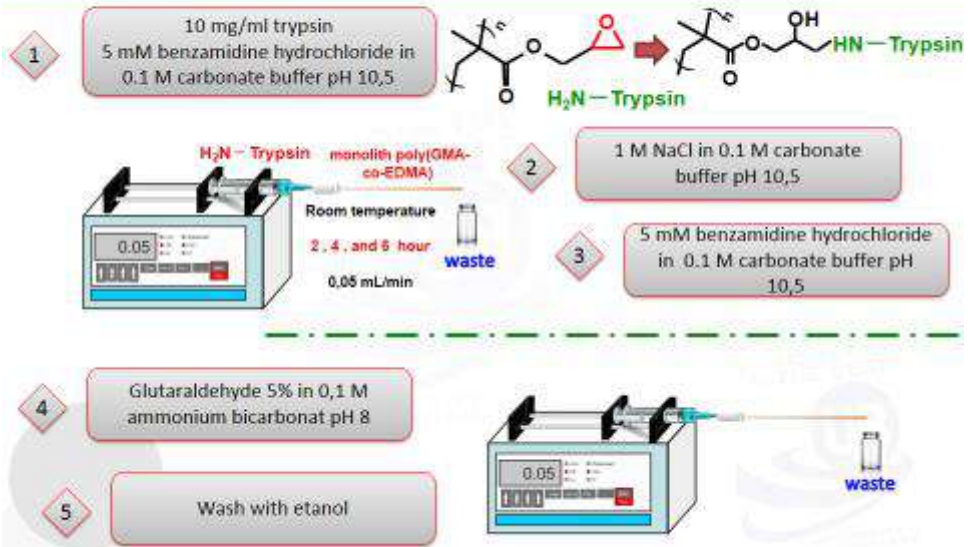 1
10 mg/ml trypsin
5 mM benzamidine hydrochloride in
0.1 M carbonate buffer pH 10,5
n
O
O
O
H₂N — Trypsin
n
O
O
OH
HN—Trypsin
H₂N — Trypsin
monolith poly(GMA-
co-EDMA)
0.05
Room temperature
2 , 4 , and 6 hour
0,05 mL/min
waste
2
1 M NaCl in 0.1 M carbonate
buffer pH 10,5
3
5 mM benzamidine hydrochloride
in 0.1 M carbonate buffer pH
10,5
4
Glutaraldehyde 5% in 0,1 M
ammonium bicarbonat pH 8
5
Wash with etanol
0.05
waste